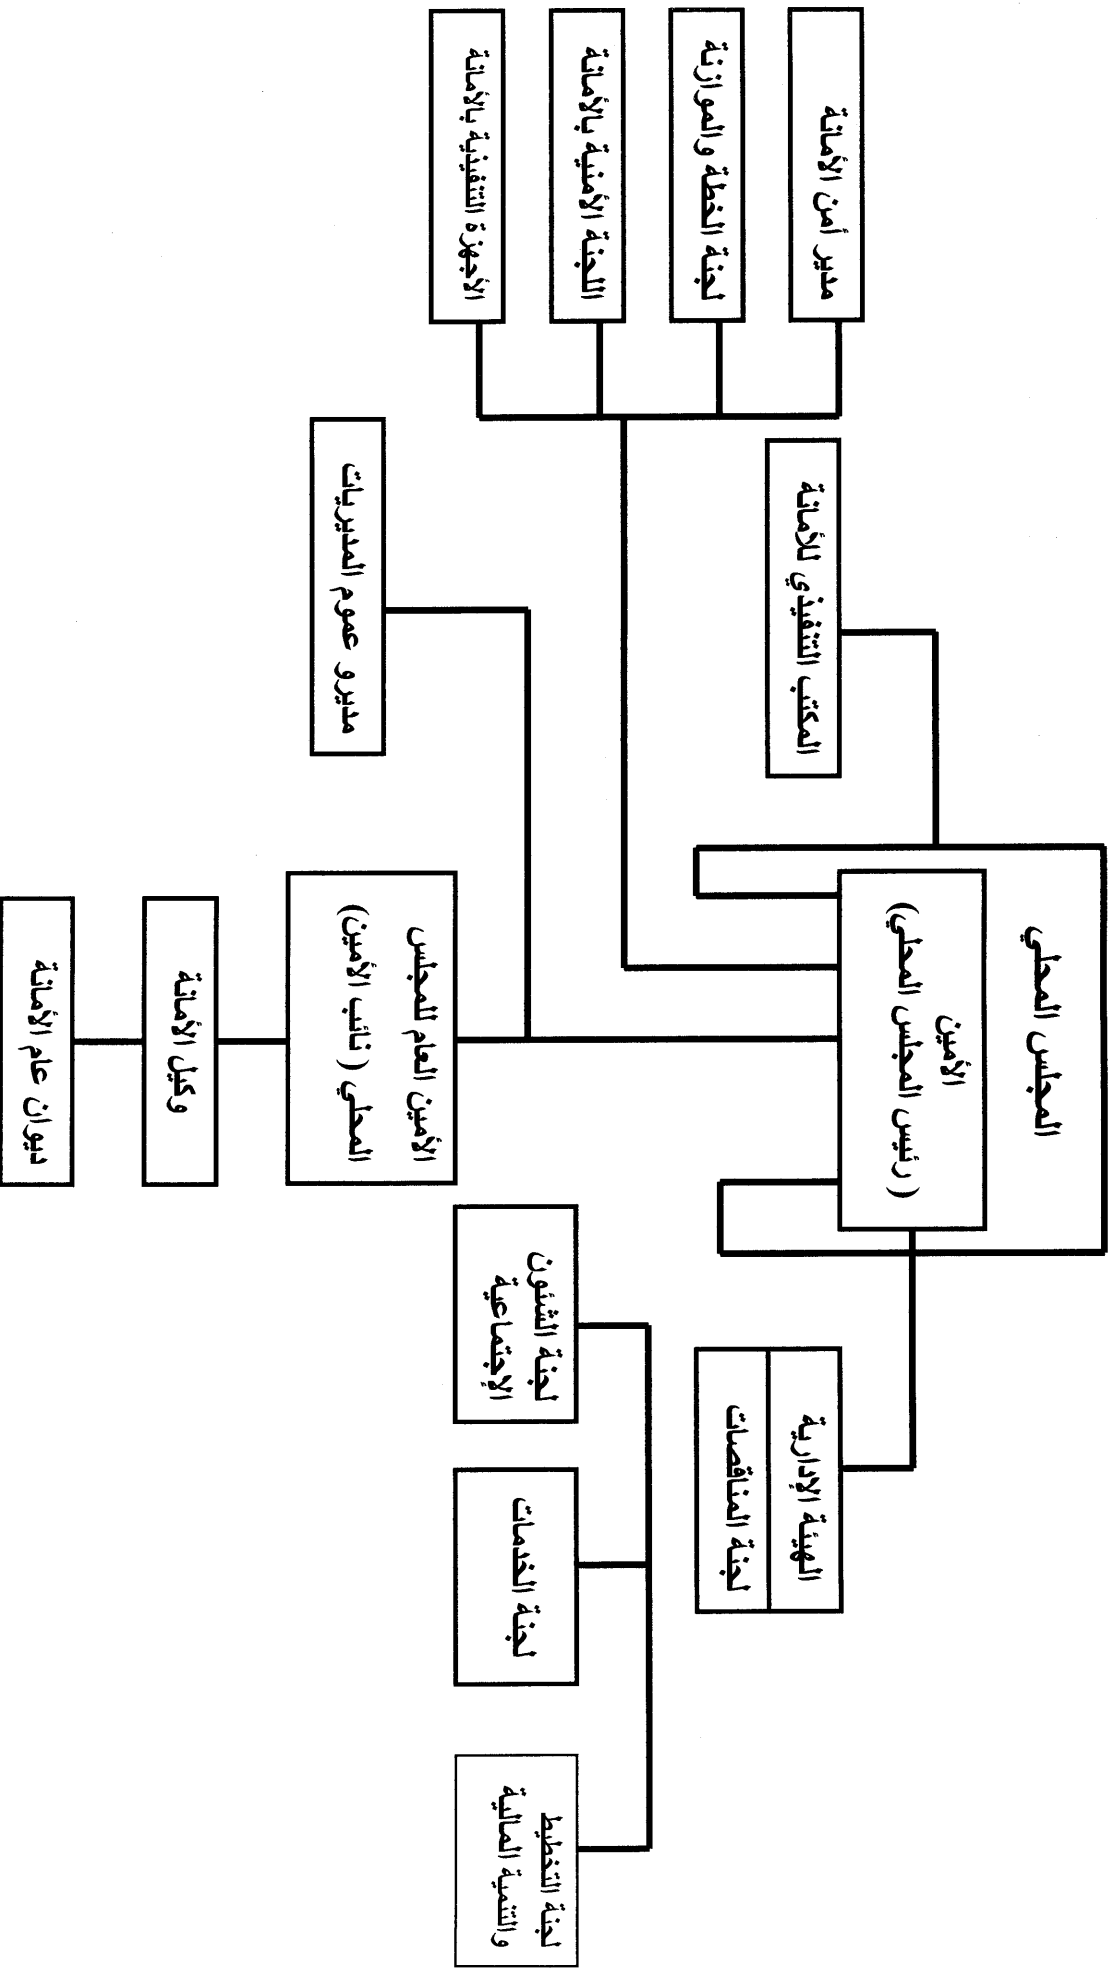 المجلس المحلي
الأمين
( رئيس المجلس المحلي)
الهيئة الإدارية
لجنة المناقصات
المكتب التنفيذي للأمانة
مدير أمن الأمانة
لجنة الخطة والموازنة
اللجنة الأمنية بالأمانة
الأجهزة التنفيذية بالأمانة
لجنة التخطيط
والتنمية المالية
لجنة الخدمات
لجنة الشئون
الإجتماعية
الأمين العام للمجلس
المحلي ( نائب الأمين)
مديرو عموم المديريات
وكيل الأمانة
ديوان عام الأمانة